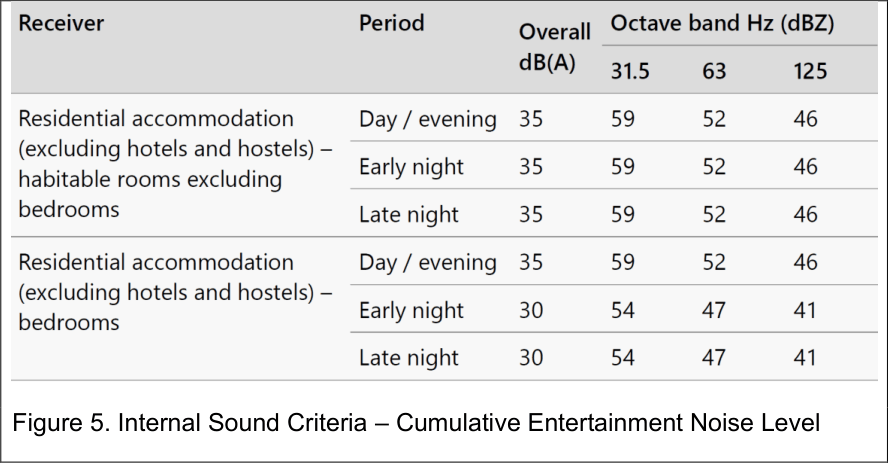 Receiver Period Overall dB(A) Octave band Hz (dBZ)
31.5 63 125
Residential accommodation (excluding hotels and hostels) – habitable rooms excluding bedrooms
Day / evening 35 59 52 46
Early night 35 59 52 46
Late night 35 59 52 46
Residential accommodation (excluding hotels and hostels) – bedrooms
Day / evening 35 59 52 46
Early night 30 54 47 41
Late night 30 54 47 41
Figure 5. Internal Sound Criteria – Cumulative Entertainment Noise Level